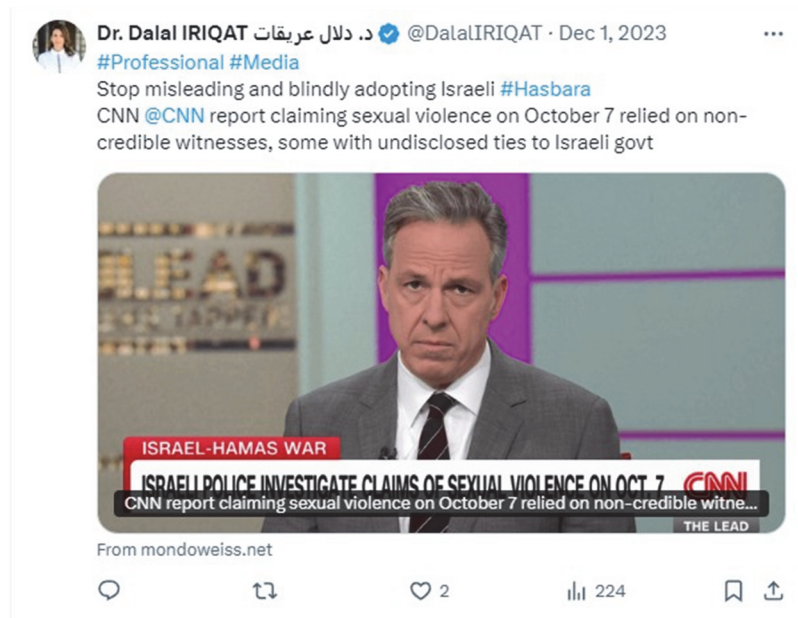 Dr. Dalal IRIQAT د. دلال عريقات @DalalIRIQAT · Dec 1, 2023
#Professional #Media
Stop misleading and blindly adopting Israeli #Hasbara
CNN @CNN report claiming sexual violence on October 7 relied on non-
credible witnesses, some with undisclosed ties to Israeli govt
LEAD
ISRAEL-HAMAS WAR
ISRAELI POLICE INVESTIGATE CLAIMS OF SEXUAL VIOLENCE ON OCT. 7
CNN
CNN report claiming sexual violence on October 7 relied on non-credible witne...
THE LEAD
From mondoweiss.net
2
224